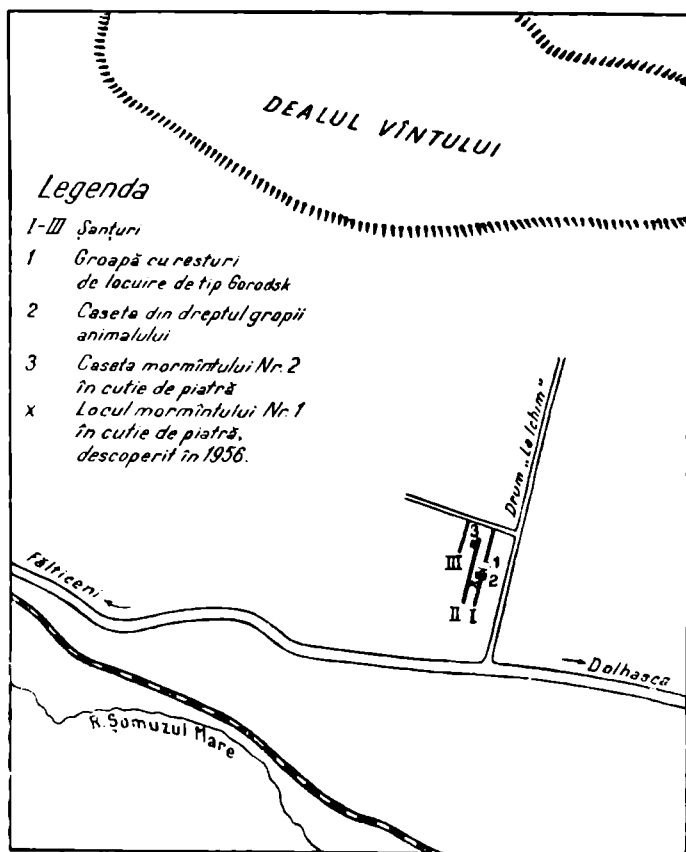 DEALUL VÎNTULUI
Legenda
I-III Șanțuri
1 Groapă cu resturi
de locuire de tip Gorodsk
2 Caseta din dreptul gropii
animalului
3 Caseta mormîntului Nr. 2
în cutie de piatră
x Locul mormîntului Nr. 1
în cutie de piatră,
descoperit în 1956.
Drum „La Ichim"
3
III
1
2
II
I
Fălticeni
Dolhasca
R. Șomuzul Mare